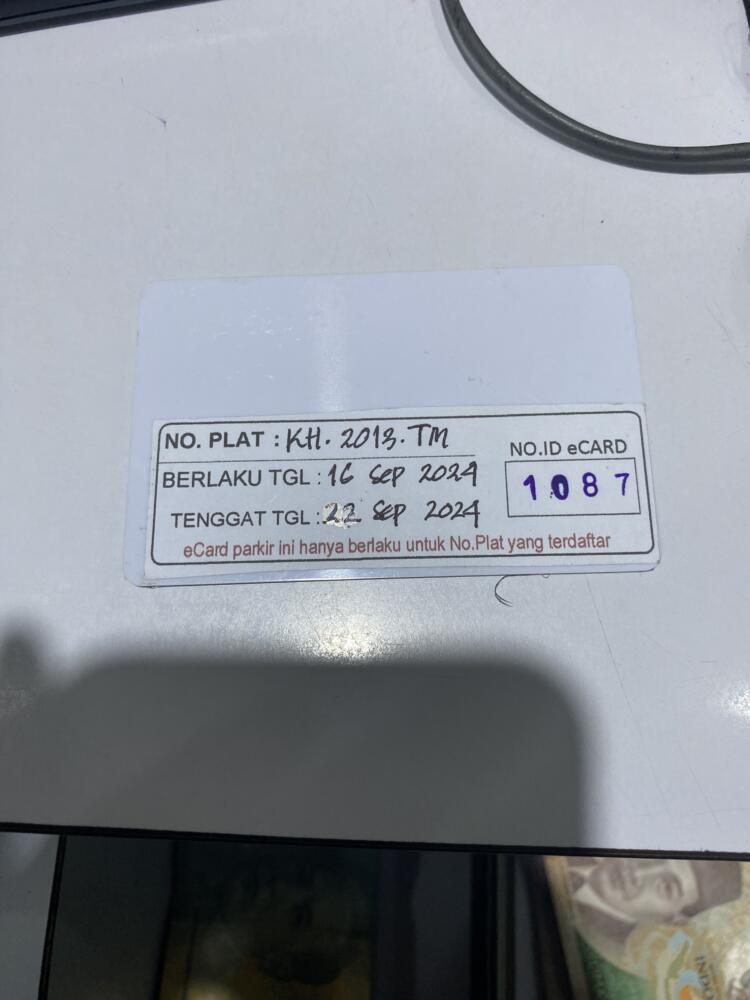 NO. PLAT : KH. 2013. TM
NO.ID eCARD
BERLAKU TGL : 16 SEP 2024
1087
TENGGAT TGL : 22 SEP 2024
eCard parkir ini hanya berlaku untuk No.Plat yang terdaftar